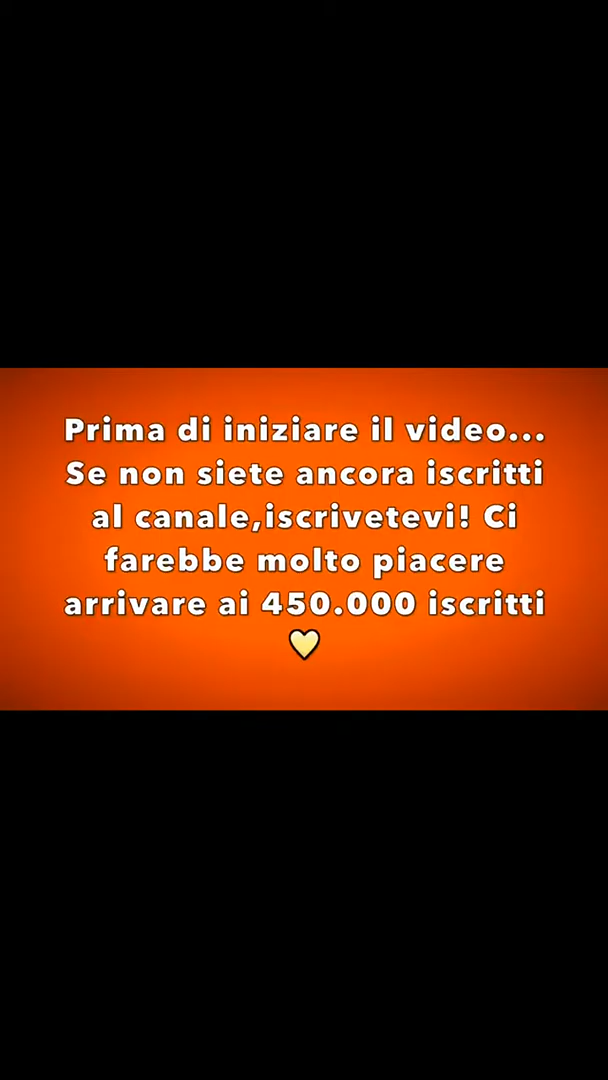 Prima di iniziare il video...
Se non siete ancora iscritti
al canale,iscrivetevi! Ci
farebbe molto piacere
arrivare ai 450.000 iscritti
💛